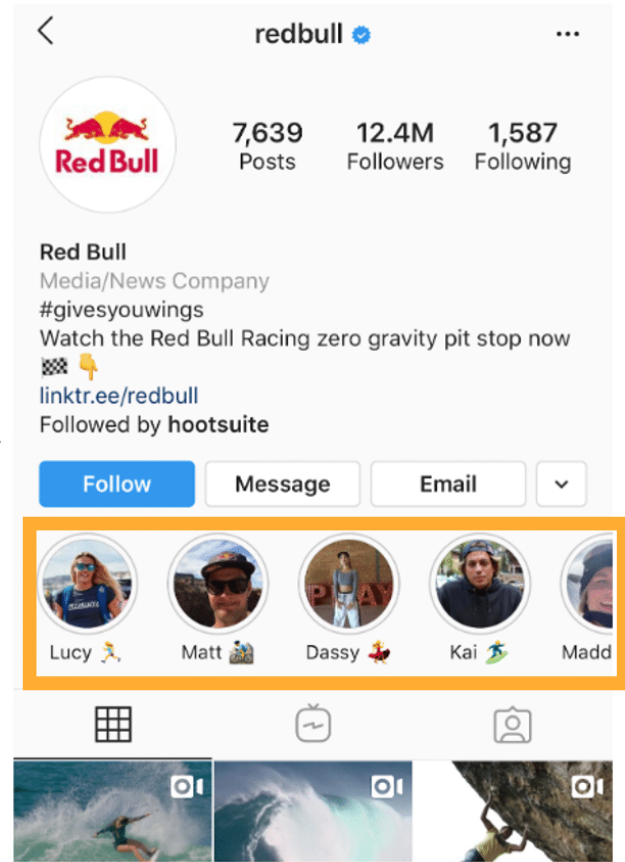 redbull
Red Bull
7,639 12.4M 1,587
Posts Followers Following
Red Bull
Media/News Company
#givesyouwings
Watch the Red Bull Racing zero gravity pit stop now
🏁 👇
linktr.ee/redbull
Followed by hootsuite
Follow Message Email
PLAY
Lucy 🏃 Matt 🚵 Dassy 💃 Kai 🏄 Madd